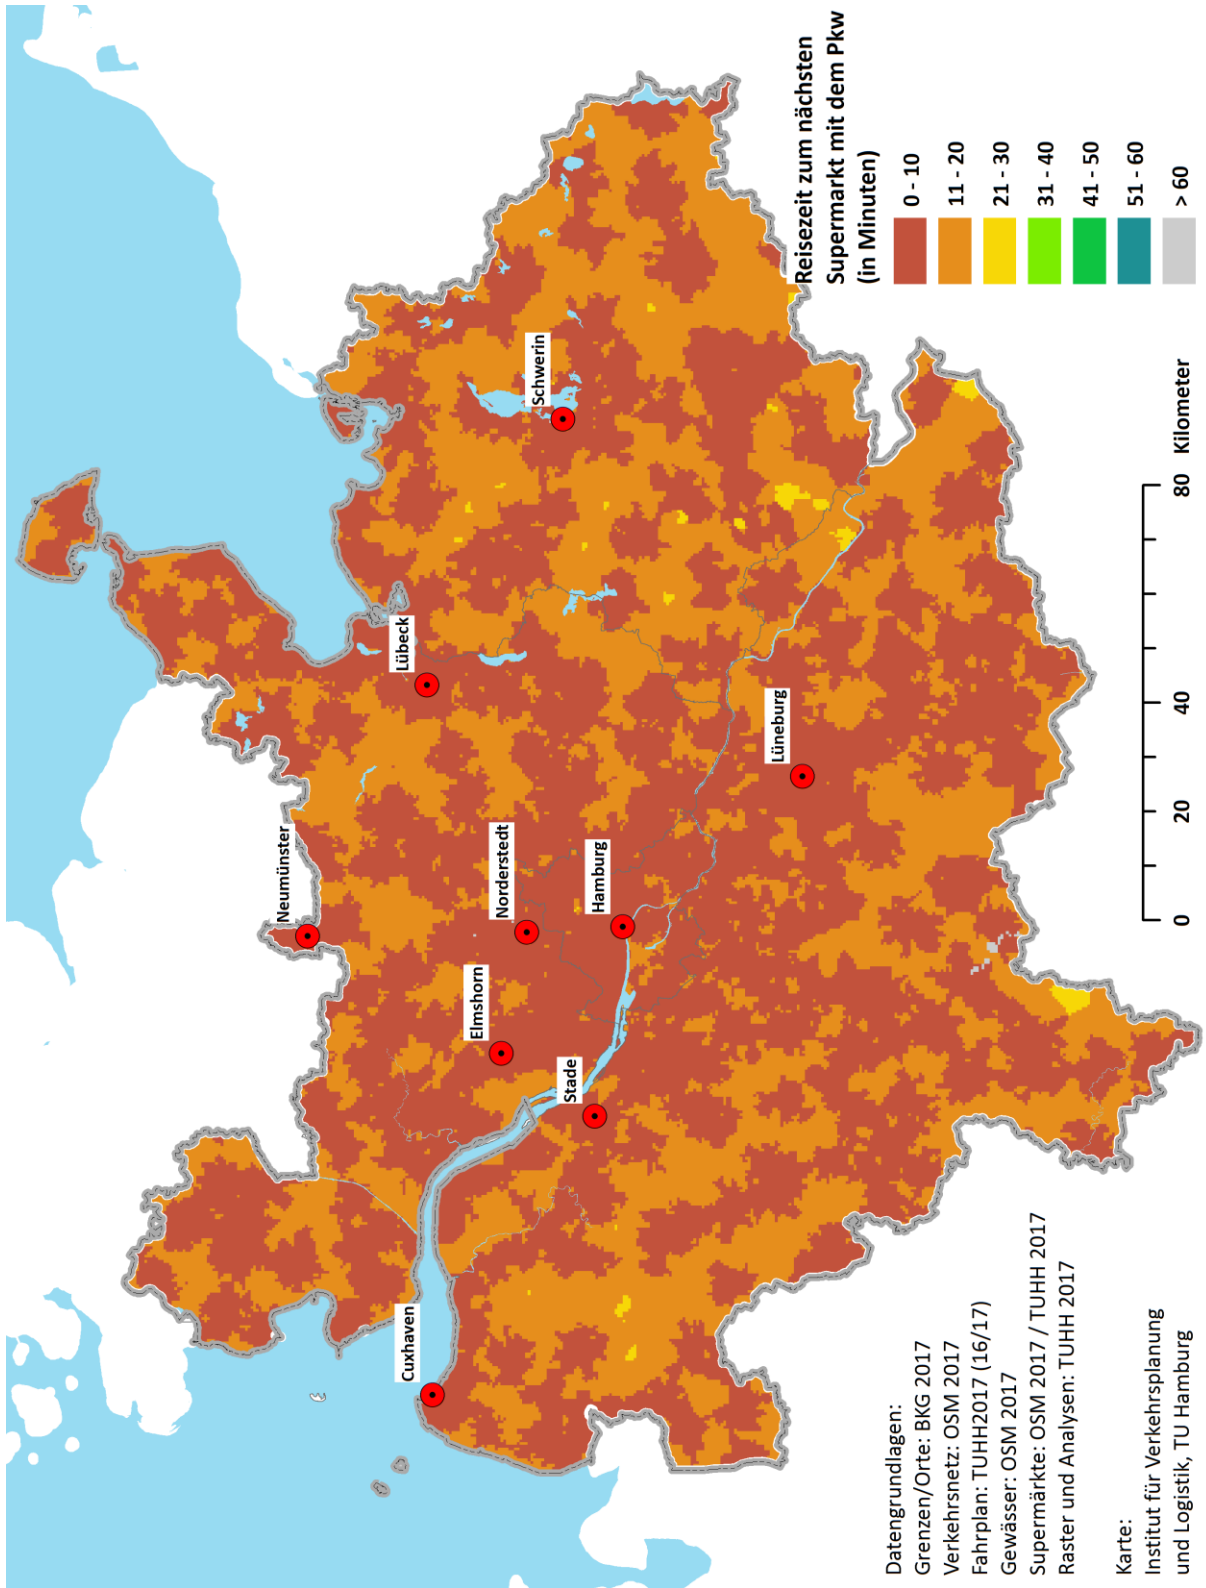 Neumünster
Lübeck
Schwerin
Norderstedt
Elmshorn
Hamburg
Stade
Cuxhaven
Lüneburg
Reisezeit zum nächsten
Supermarkt mit dem Pkw
(in Minuten)
0 - 10
11 - 20
21 - 30
31 - 40
41 - 50
51 - 60
> 60
0 20 40 80 Kilometer
Datengrundlagen:
Grenzen/Orte: BKG 2017
Verkehrsnetz: OSM 2017
Fahrplan: TUHH2017 (16/17)
Gewässer: OSM 2017
Supermärkte: OSM 2017 / TUHH 2017
Raster und Analysen: TUHH 2017
Karte:
Institut für Verkehrsplanung
und Logistik, TU Hamburg